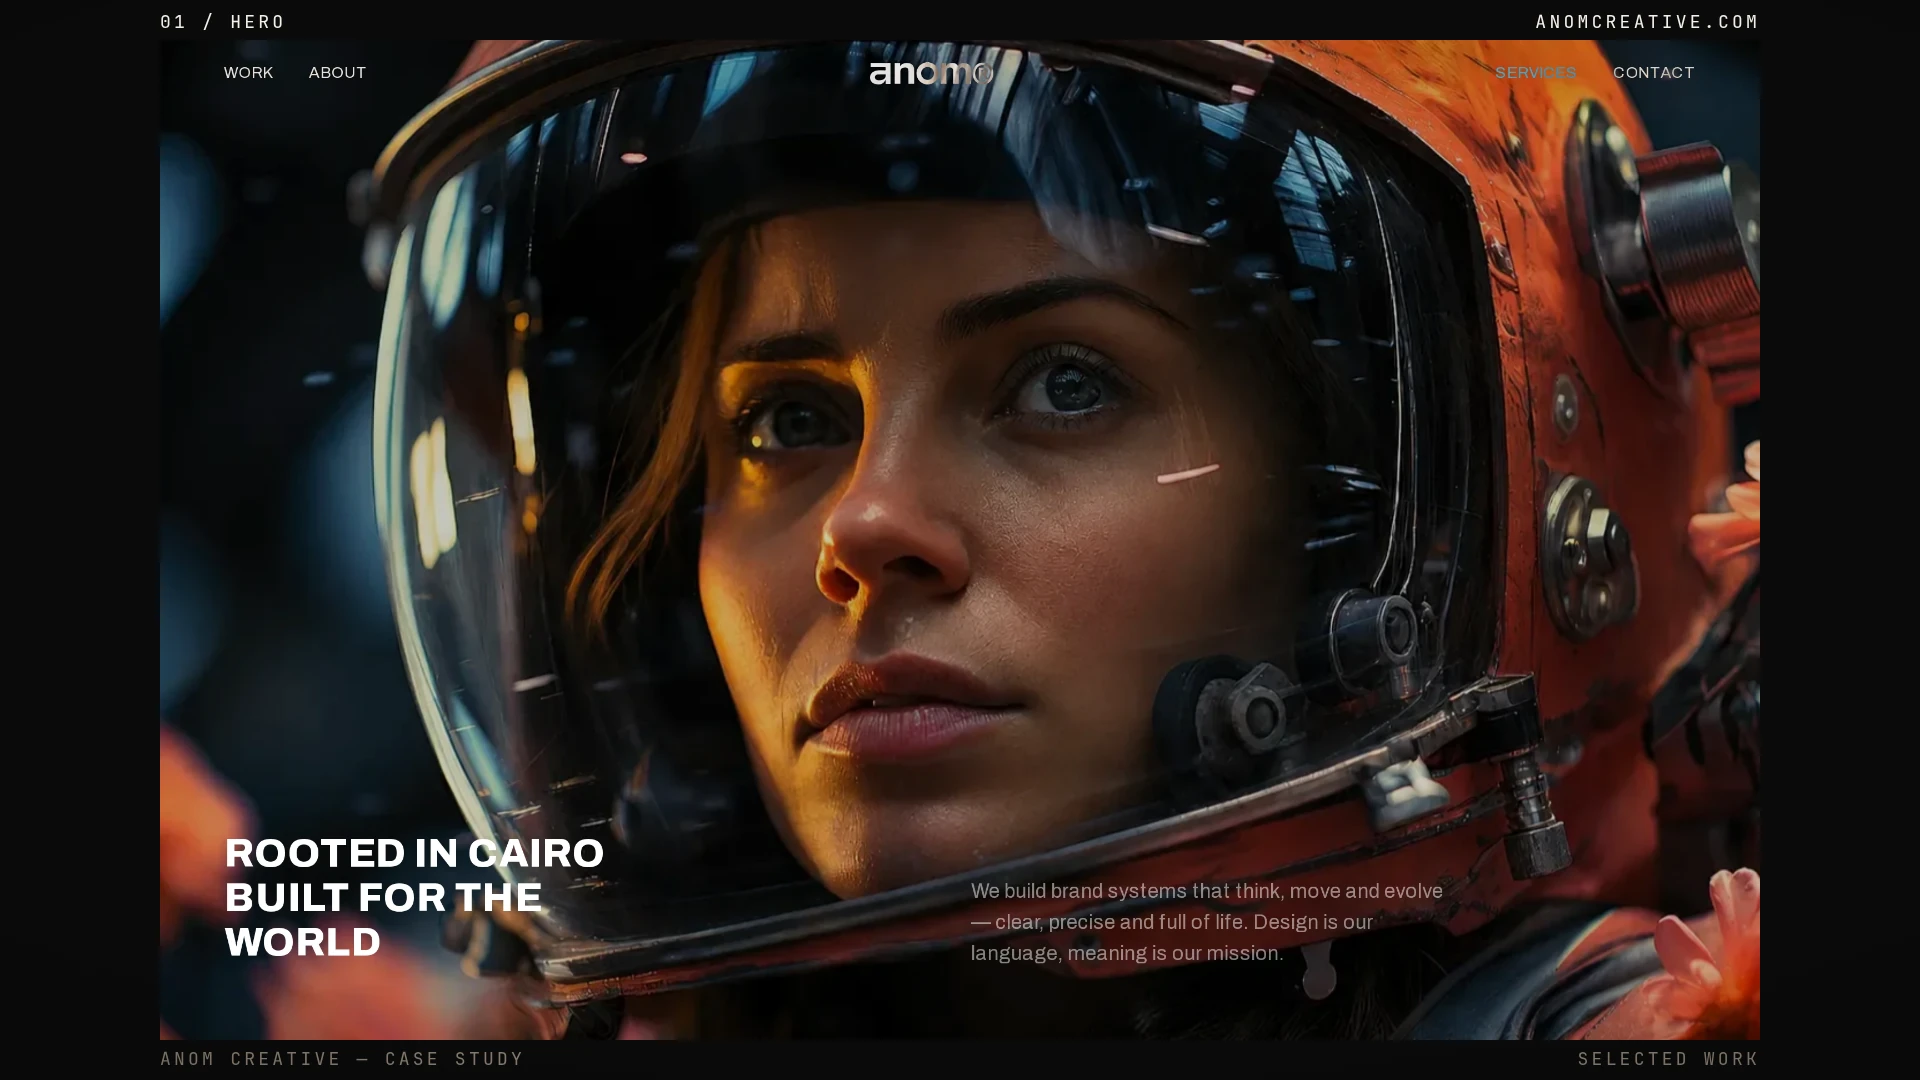 01 / HERO
ANOMCREATIVE.COM
WORK
ABOUT
anom
SERVICES
CONTACT
ROOTED IN CAIRO
BUILT FOR THE
WORLD
We build brand systems that think, move and evolve
— clear, precise and full of life. Design is our
language, meaning is our mission.
ANOM CREATIVE — CASE STUDY
SELECTED WORK